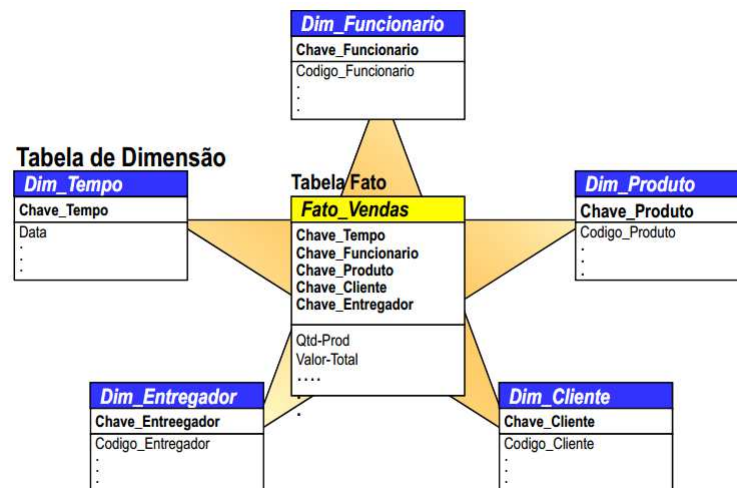 Dim_Funcionario
Chave_Funcionario
Codigo_Funcionario
.
.
.
Tabela de Dimensão
Dim_Tempo
Chave_Tempo
Data
.
.
.
Tabela Fato
Fato_Vendas
Chave_Tempo
Chave_Funcionario
Chave_Produto
Chave_Cliente
Chave_Entregador
Qtd-Prod
Valor-Total
....
.
.
Dim_Produto
Chave_Produto
Codigo_Produto
.
.
.
Dim_Entregador
Chave_Entreegador
Codigo_Entregador
.
.
.
Dim_Cliente
Chave_Cliente
Codigo_Cliente
.
.
.